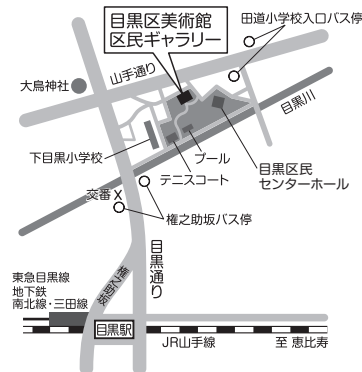 目黒区美術館
区民ギャラリー
田道小学校入口バス停
山手通り
大鳥神社
目黒川
下目黒小学校
プール
テニスコート
目黒区民
センターホール
交番
X
権之助坂バス停
目黒通り
権之助坂
東急目黒線
地下鉄
南北線・三田線
目黒駅
JR山手線
至 恵比寿